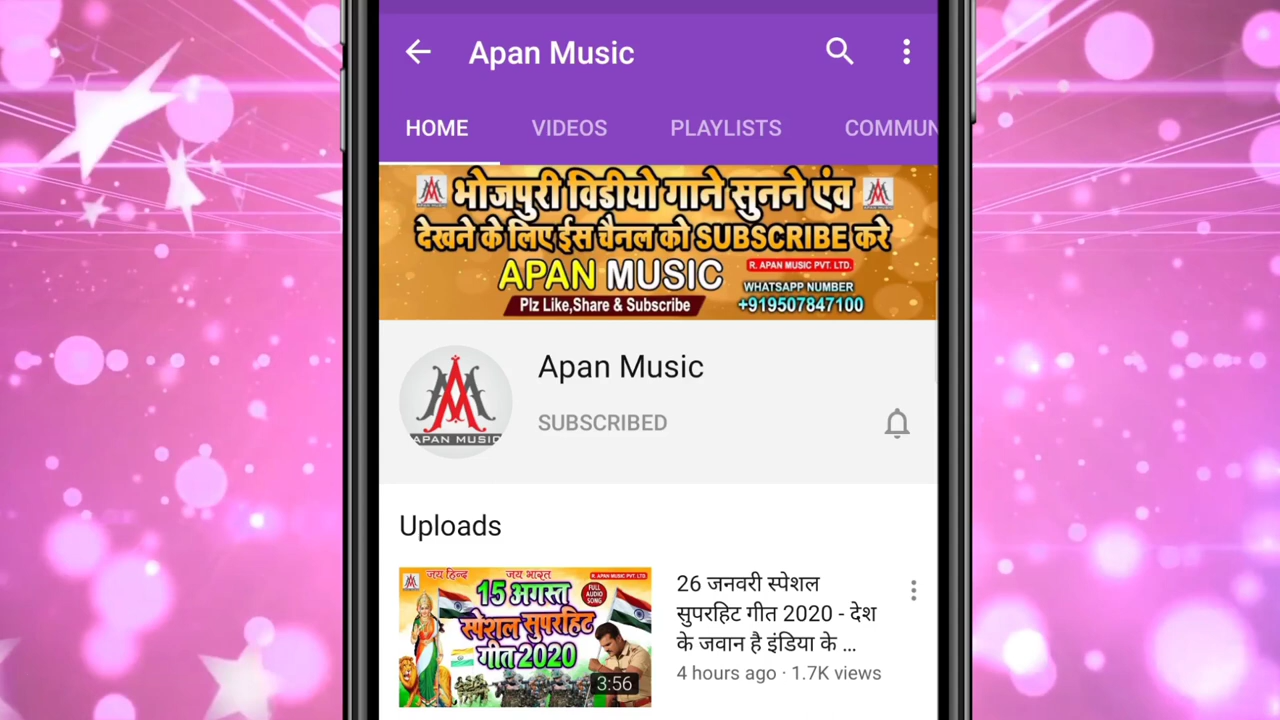 Apan Music
HOME VIDEOS PLAYLISTS COMMUN
भोजपुरी विडीयो गाने सुनने एंव
देखने के लिए ईस चैनल को SUBSCRIBE करे
APAN MUSIC
R. APAN MUSIC PVT. LTD.
Plz Like,Share & Subscribe
WHATSAPP NUMBER
+919507847100
APAN MUSIC
Apan Music
SUBSCRIBED
Uploads
जय हिन्द जय भारत
R. APAN MUSIC PVT. LTD
15 अगस्त
FULL
AUDIO
SONG
स्पेशल सुपरहिट
गीत 2020
3:56
26 जनवरी स्पेशल
सुपरहिट गीत 2020 - देश
के जवान है इंडिया के ...
4 hours ago · 1.7K views